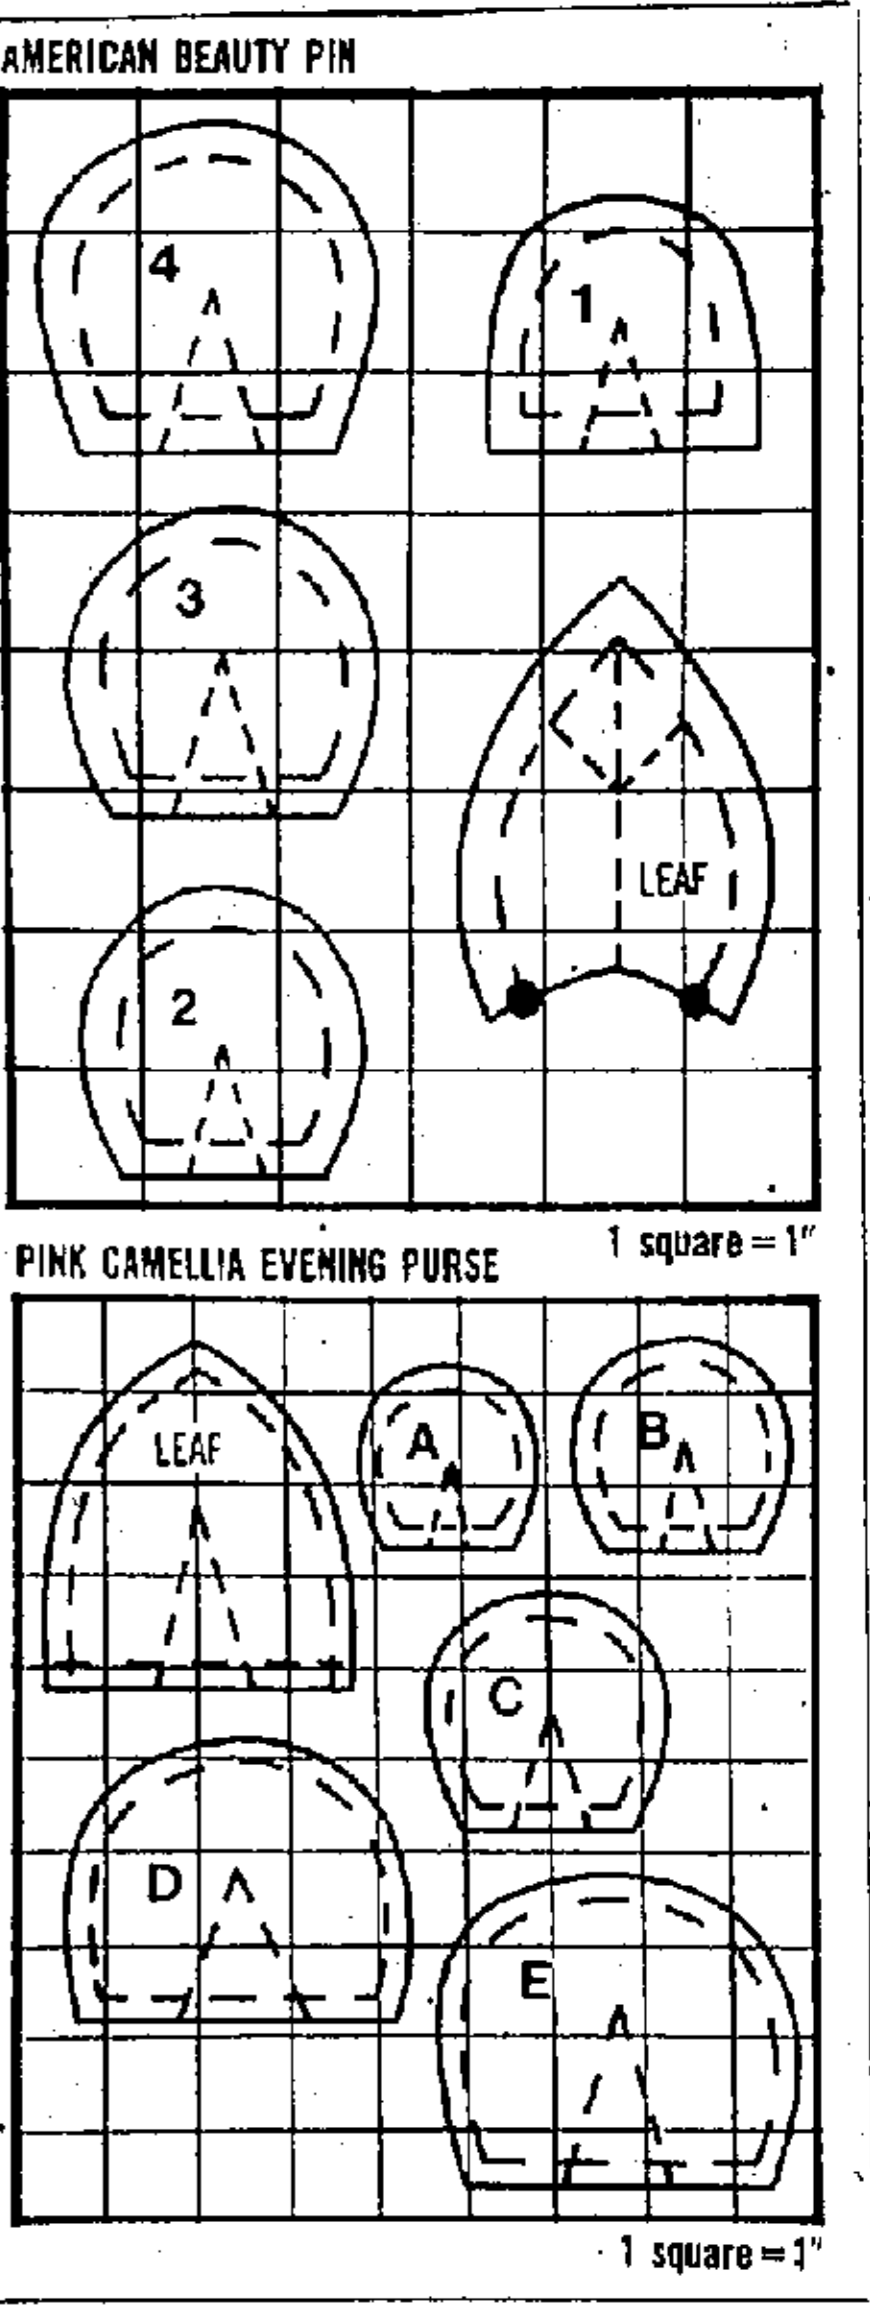 AMERICAN BEAUTY PIN
4
1
3
LEAF
2
1 square = 1"
PINK CAMELLIA EVENING PURSE
LEAF
A
B
C
D
E
1 square = 1"